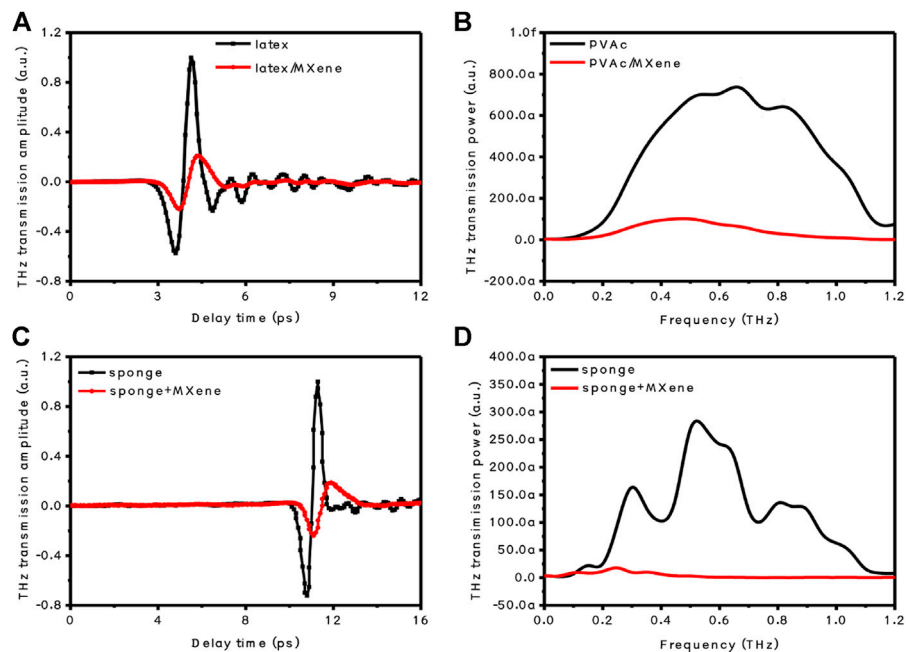 A
1.2
0.8
0.4
0.0
-0.4
-0.8
THz transmission amplitude (a.u.)
latex
latex/MXene
0 3 6 9 12
Delay time (ps)
B
1.0f
800.0a
600.0a
400.0a
200.0a
0.0
-200.0a
THz transmission power (a.u.)
PVAc
PVAc/MXene
0.0 0.2 0.4 0.6 0.8 1.0 1.2
Frequency (THz)
C
1.2
0.8
0.4
0.0
-0.4
-0.8
THz transmission amplitude (a.u.)
sponge
sponge+MXene
0 4 8 12 16
Delay time (ps)
D
400.0a
350.0a
300.0a
250.0a
200.0a
150.0a
100.0a
50.0a
0.0
-50.0a
THz transimission power (a.u.)
sponge
sponge+MXene
0.0 0.2 0.4 0.6 0.8 1.0 1.2
Frequency (THz)